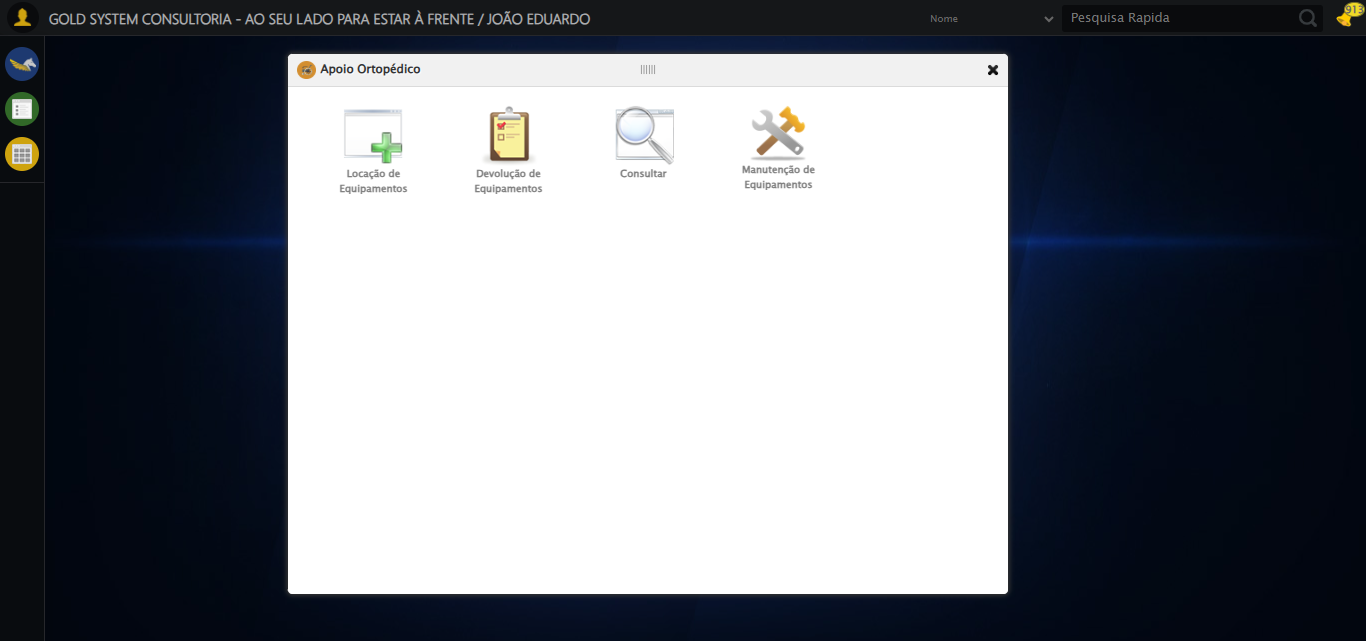 GOLD SYSTEM CONSULTORIA - AO SEU LADO PARA ESTAR À FRENTE / JOÃO EDUARDO
Nome
Pesquisa Rapida
913
Apoio Ortopédico
Locação de
Equipamentos
Devolução de
Equipamentos
Consultar
Manutenção de
Equipamentos